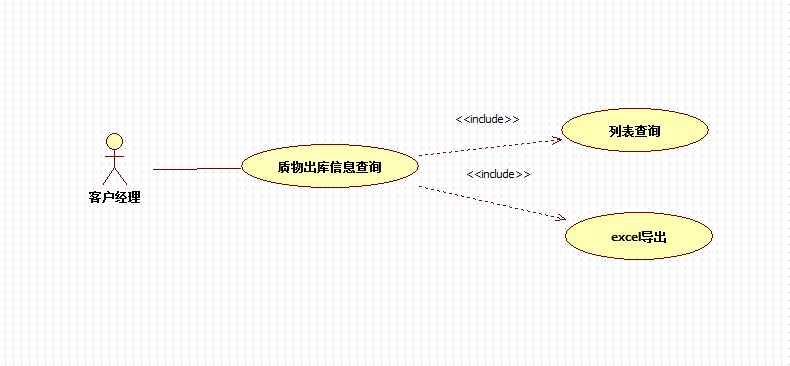 <<include>>
列表查询
质物出库信息查询
<<include>>
客户经理
excel导出